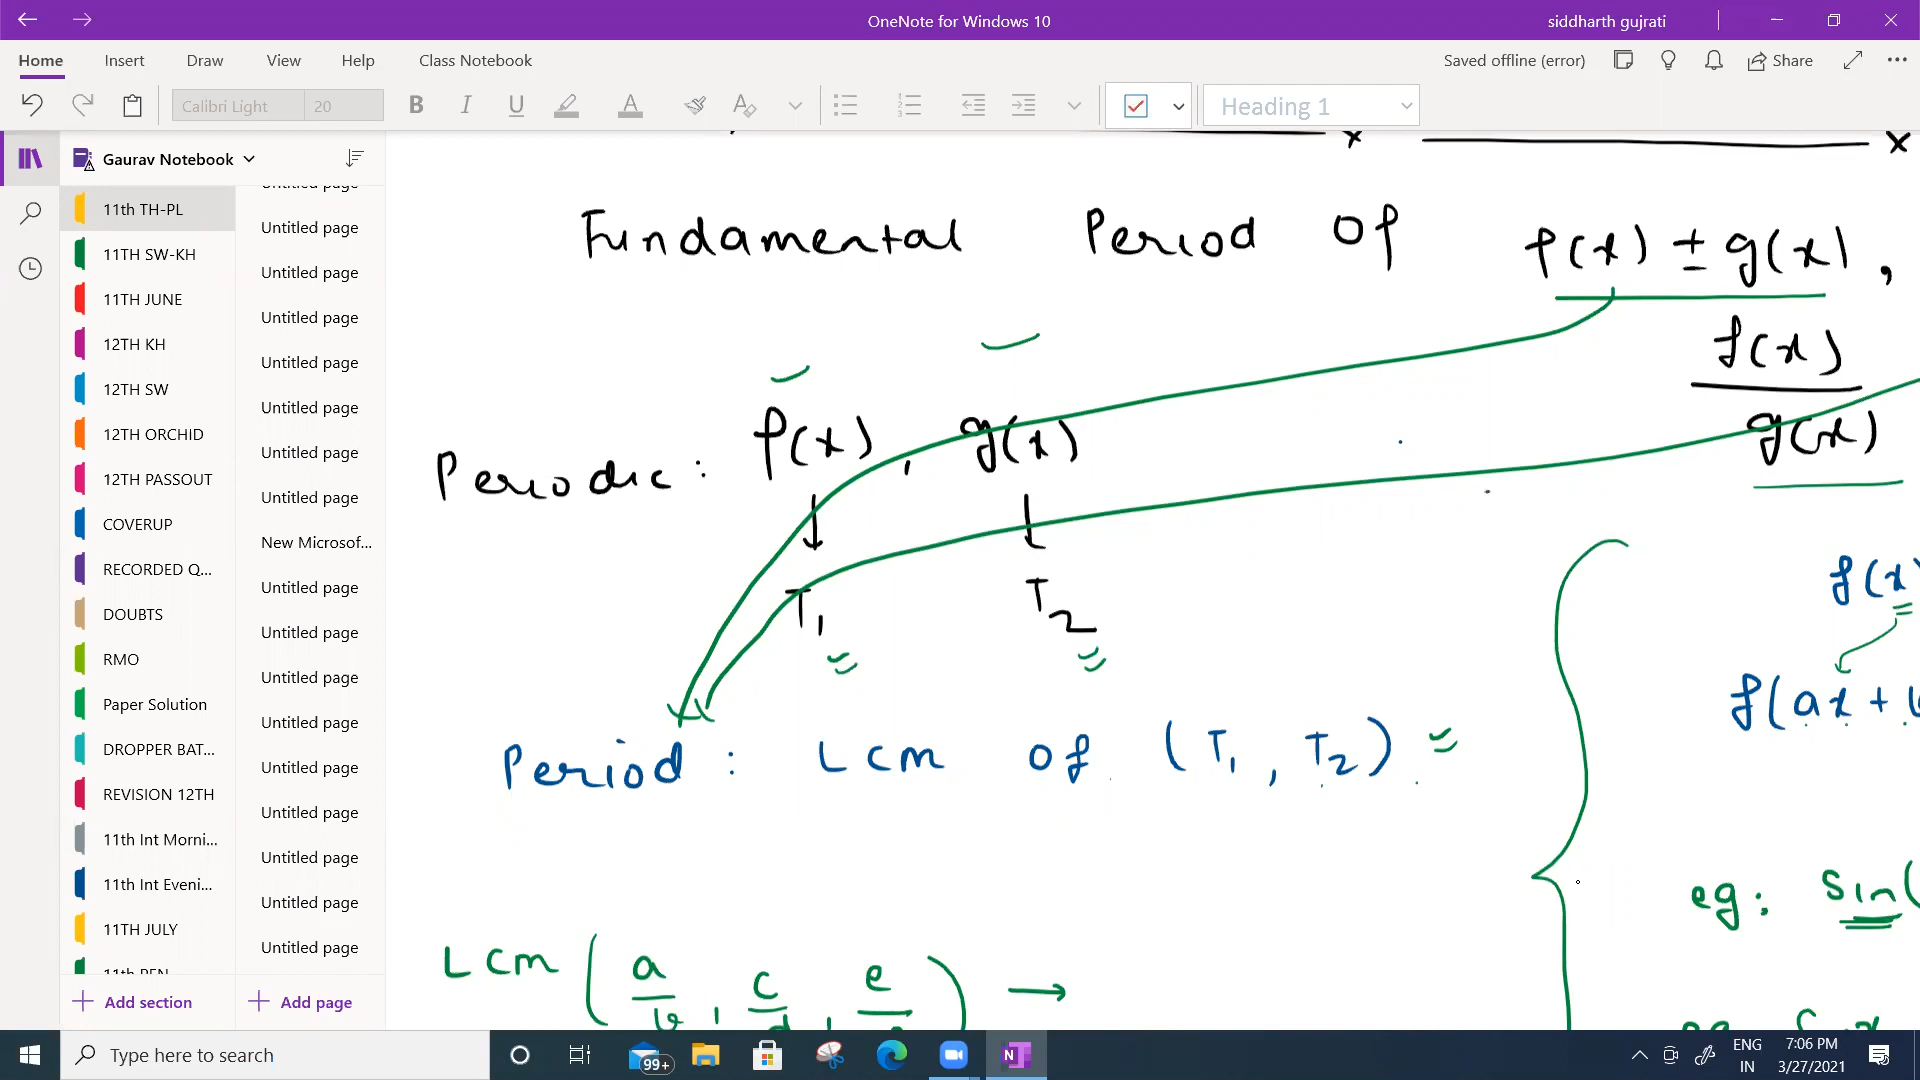 OneNote for Windows 10
siddharth gujrati
Home Insert Draw View Help Class Notebook
Saved offline (error)
Share
Calibri Light 20
B I U A
Heading 1
Gaurav Notebook
11th TH-PL
11TH SW-KH
11TH JUNE
12TH KH
12TH SW
12TH ORCHID
12TH PASSOUT
COVERUP
RECORDED Q...
DOUBTS
RMO
Paper Solution
DROPPER BAT...
REVISION 12TH
11th Int Morni...
11th Int Eveni...
11TH JULY
11th PEN
Add section
Untitled page
Untitled page
Untitled page
Untitled page
Untitled page
Untitled page
Untitled page
Untitled page
New Microsof...
Untitled page
Untitled page
Untitled page
Untitled page
Untitled page
Untitled page
Untitled page
Untitled page
Untitled page
Add page
Fundamental Period Of f(x) ± g(x),
f(x)
g(x)
Periodic: f(x), g(x)
T1 T2
Period: LCM Of (T1, T2)
f(x)
f(ax +
eg: Sin(
LCM (a/b, c/d, e/
Type here to search
99+
ENG
IN
7:06 PM
3/27/2021